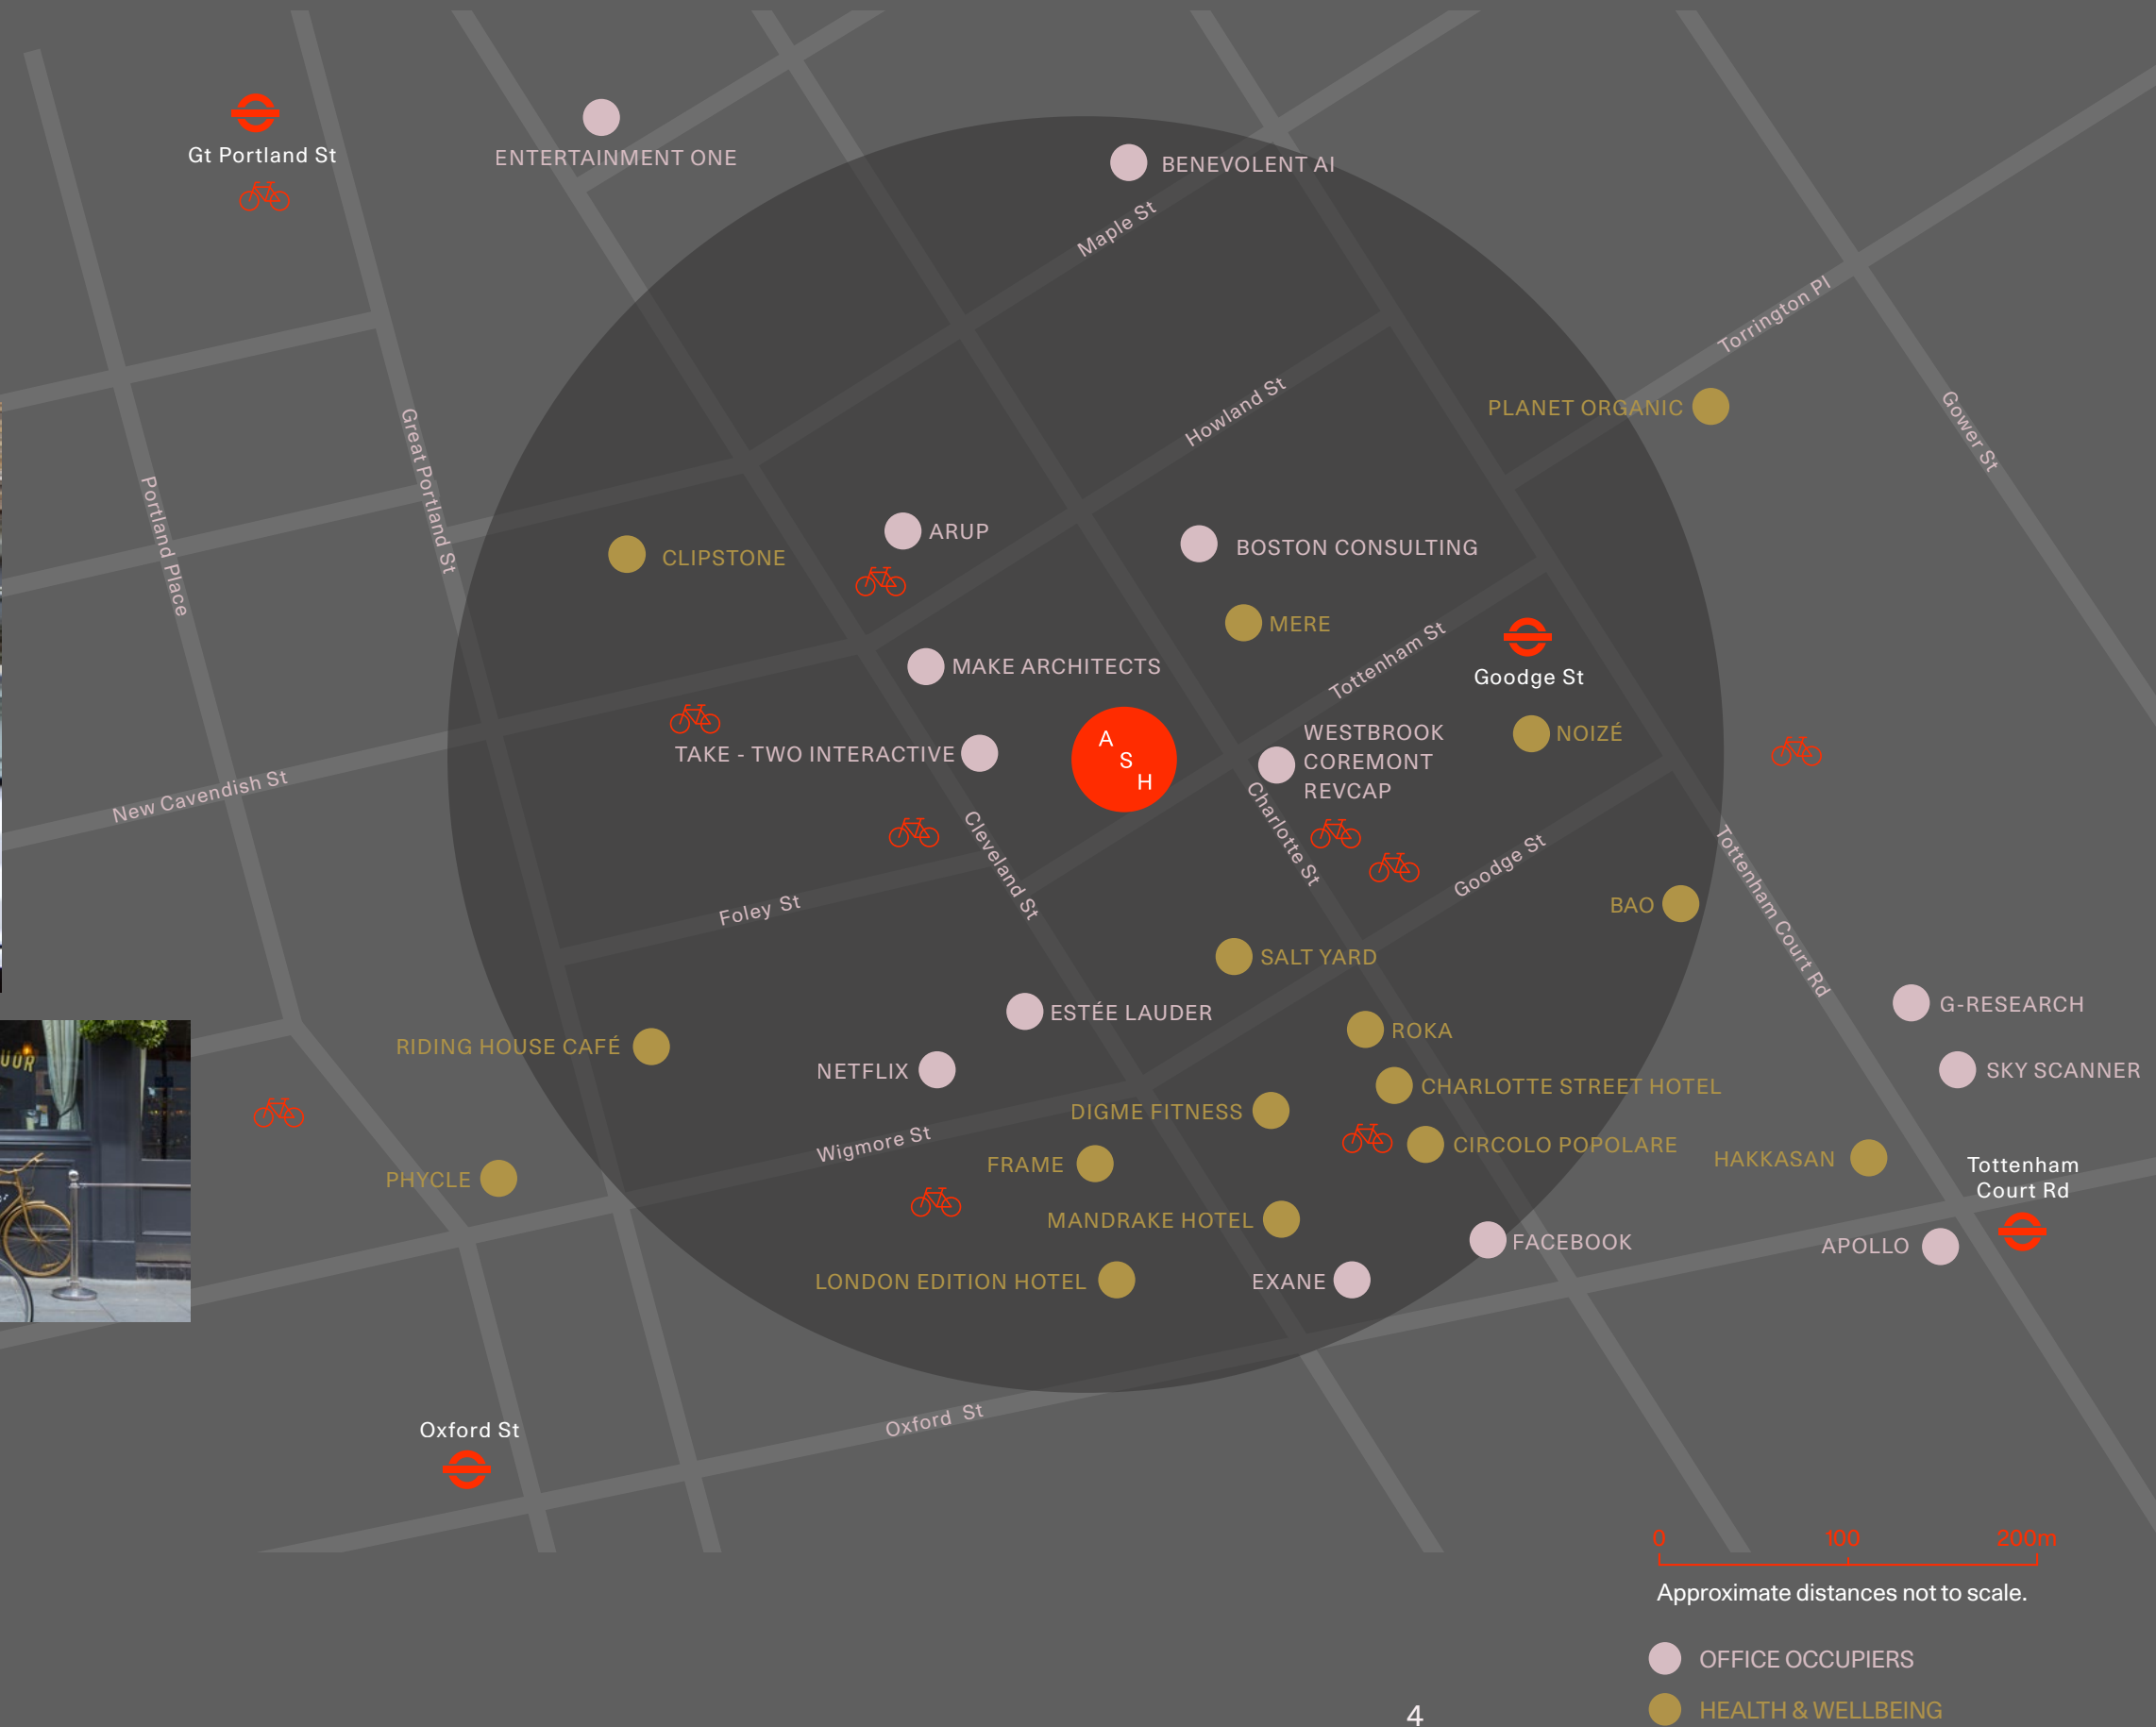 Gt Portland St
ENTERTAINMENT ONE
BENEVOLENT AI
Maple St
Torrington Pl
Howland St
PLANET ORGANIC
Gower St
Great Portland St
Portland Place
ARUP
BOSTON CONSULTING
CLIPSTONE
MERE
Tottenham St
Goodge St
MAKE ARCHITECTS
WESTBROOK
COREMONT
REVCAP
NOIZÉ
TAKE - TWO INTERACTIVE
A
S
H
New Cavendish St
Cleveland St
Charlotte St
Goodge St
Tottenham Court Rd
Foley St
BAO
SALT YARD
G-RESEARCH
ESTÉE LAUDER
ROKA
RIDING HOUSE CAFÉ
UUR
NETFLIX
SKY SCANNER
CHARLOTTE STREET HOTEL
DIGME FITNESS
Wigmore St
CIRCOLO POPOLARE
HAKKASAN
FRAME
Tottenham
Court Rd
PHYCLE
MANDRAKE HOTEL
FACEBOOK
APOLLO
LONDON EDITION HOTEL
EXANE
Oxford St
Oxford St
0 100 200m
Approximate distances not to scale.
OFFICE OCCUPIERS
HEALTH & WELLBEING
4